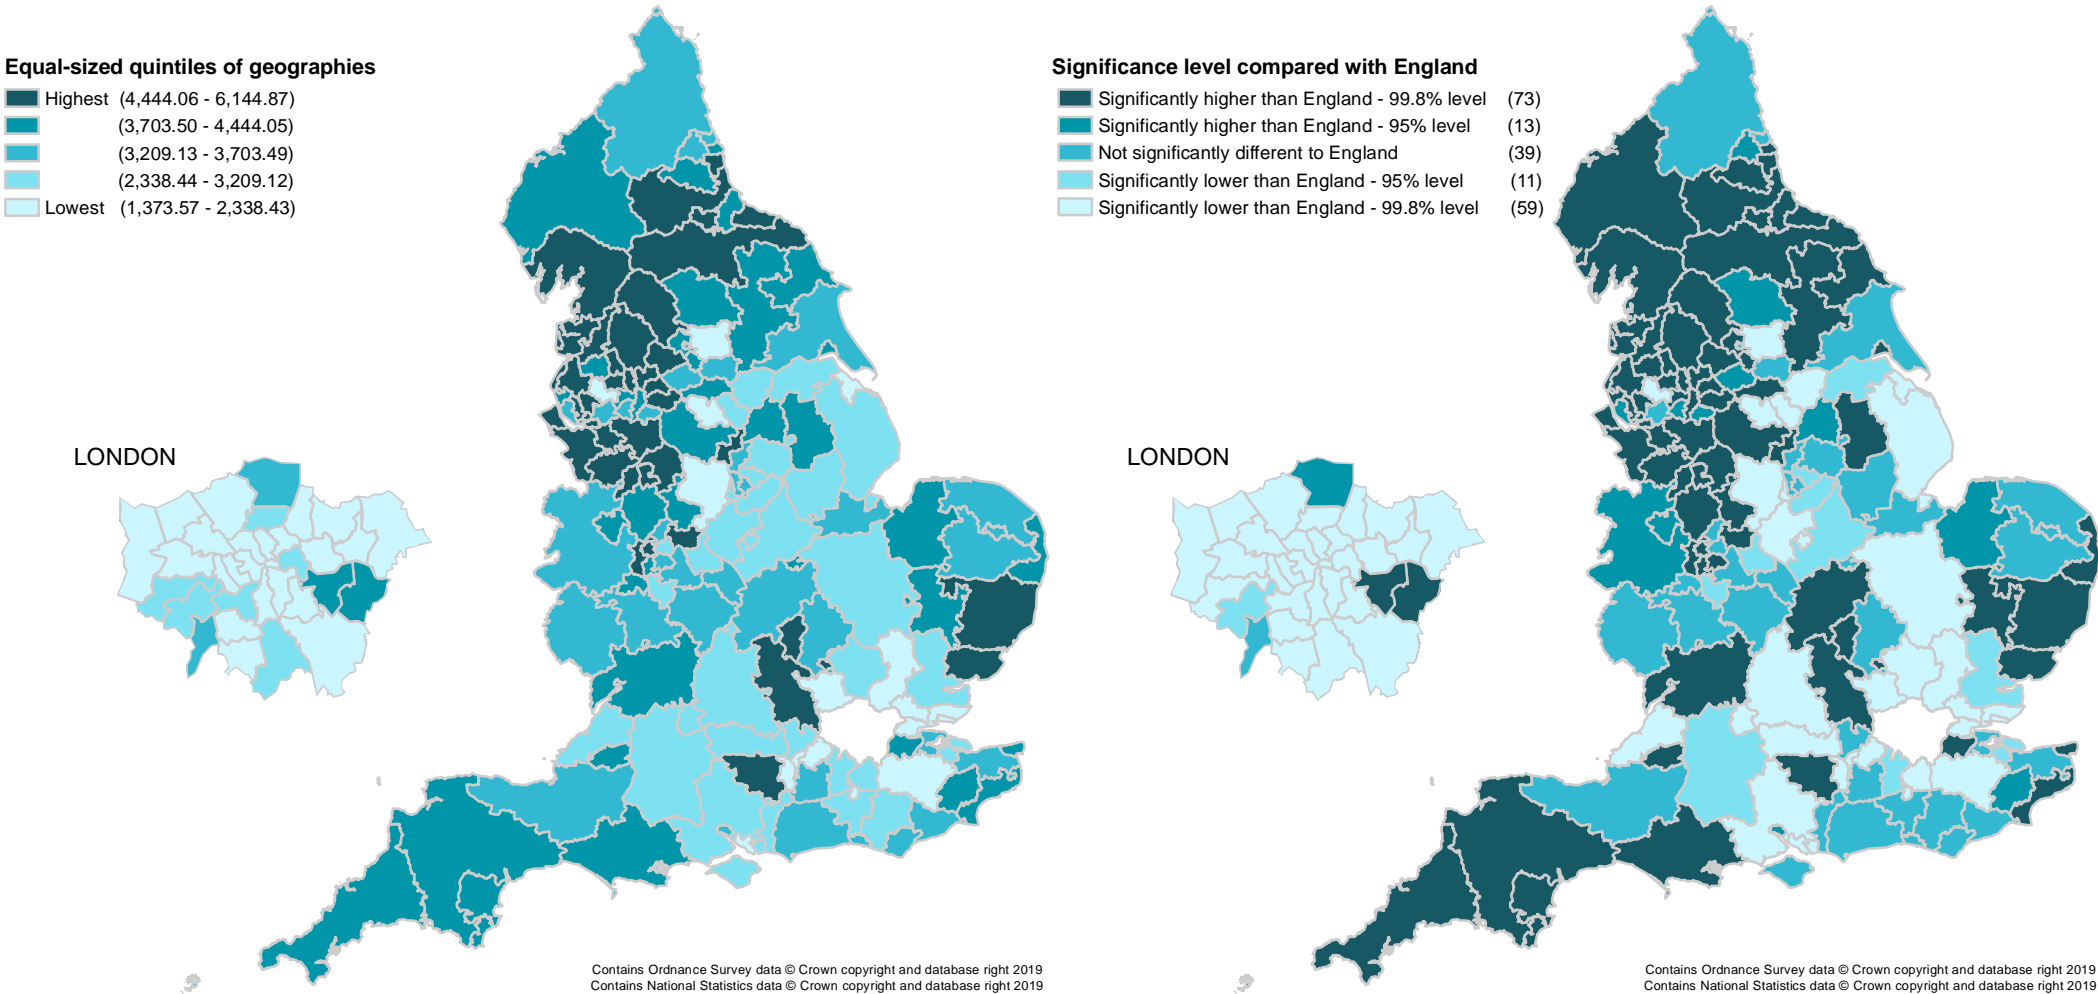 Equal-sized quintiles of geographies
Highest (4,444.06 - 6,144.87)
(3,703.50 - 4,444.05)
(3,209.13 - 3,703.49)
(2,338.44 - 3,209.12)
Lowest (1,373.57 - 2,338.43)
LONDON
Contains Ordnance Survey data © Crown copyright and database right 2019
Contains National Statistics data © Crown copyright and database right 2019
Significance level compared with England
Significantly higher than England - 99.8% level (73)
Significantly higher than England - 95% level (13)
Not significantly different to England (39)
Significantly lower than England - 95% level (11)
Significantly lower than England - 99.8% level (59)
LONDON
Contains Ordnance Survey data © Crown copyright and database right 2019
Contains National Statistics data © Crown copyright and database right 2019